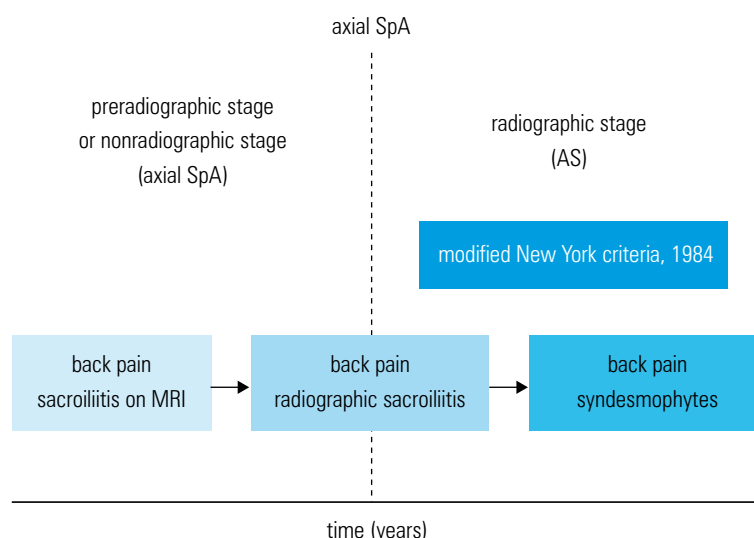 axial SpA
preradiographic stage
or nonradiographic stage
(axial SpA)
radiographic stage
(AS)
modified New York criteria, 1984
back pain
sacroiliitis on MRI
back pain
radiographic sacroiliitis
back pain
syndesmophytes
time (years)